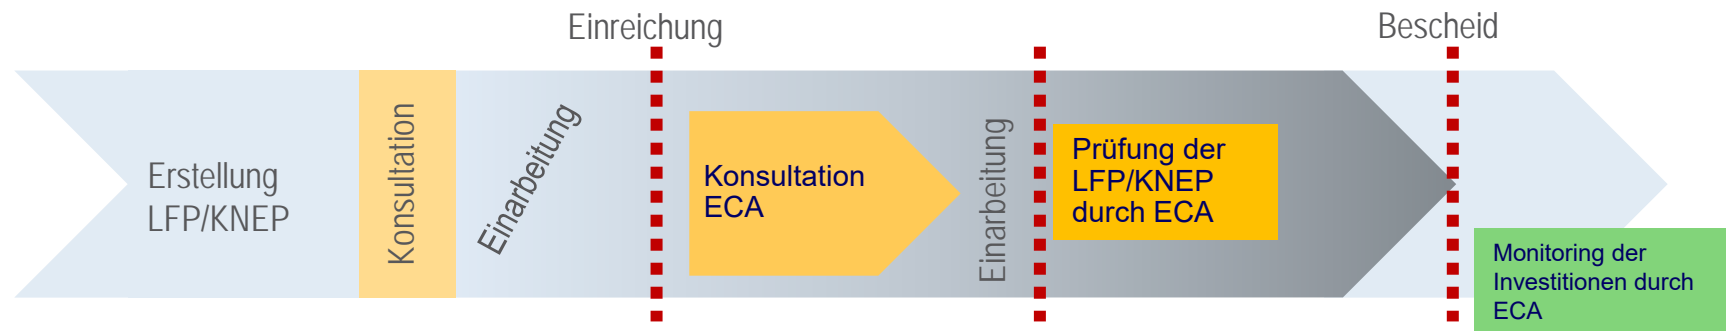 Einreichung
Bescheid
Erstellung
LFP/KNEP
Konsultation
Einarbeitung
Konsultation
ECA
Einarbeitung
Prüfung der
LFP/KNEP
durch ECA
Monitoring der
Investitionen durch
ECA